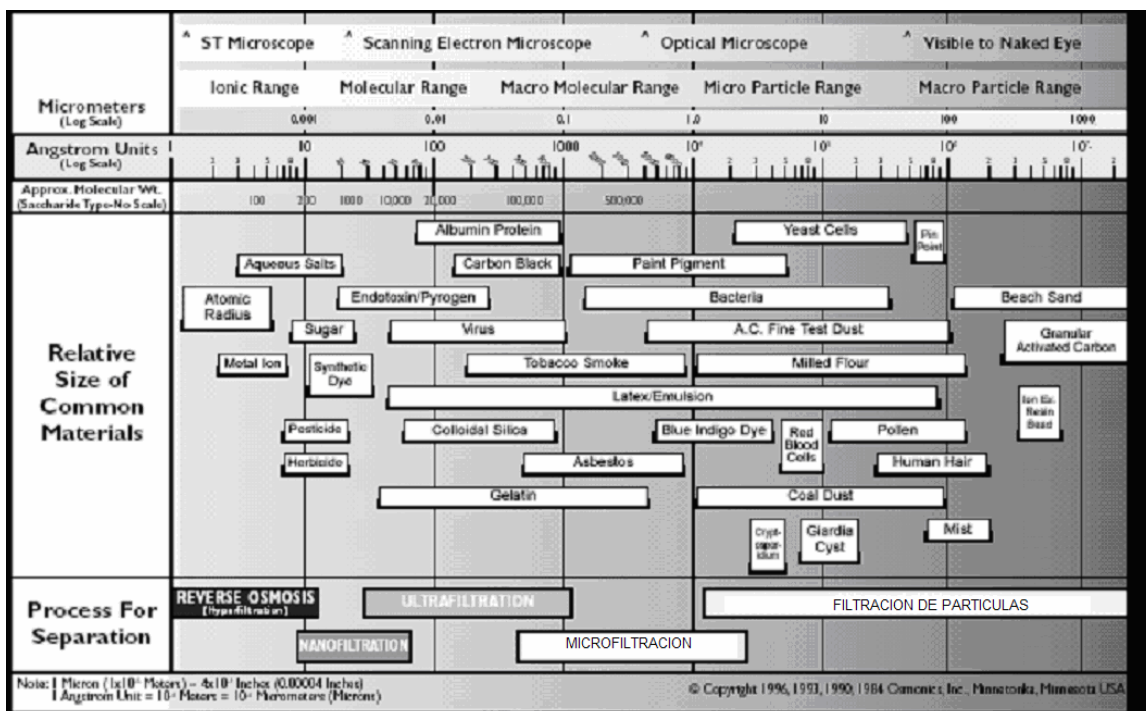 ^ ST Microscope ^ Scanning Electron Microscope ^ Optical Microscope ^ Visible to Naked Eye
Ionic Range Molecular Range Macro Molecular Range Micro Particle Range Macro Particle Range
Micrometers
(Log Scale)
0.001 0.01 0.1 1.0 10 100 1000
Angstrom Units
(Log Scale)
1 10 100 1000
Approx. Molecular Wt.
(Saccharide Type-No Scale)
100 200 1000 10,000 20,000 100,000 500,000
Relative
Size of
Common
Materials
Albumin Protein
Yeast Cells
Pin
Point
Aqueous Salts
Carbon Black
Paint Pigment
Atomic
Radius
Endotoxin/Pyrogen
Bacteria
Beach Sand
Sugar
Virus
A.C. Fine Test Dust
Granular
Activated Carbon
Metal Ion
Synthetic
Dye
Tobacco Smoke
Milled Flour
Latex/Emulsion
Ion Ex.
Resin
Bead
Pesticide
Colloidal Silica
Blue Indigo Dye
Red
Blood
Cells
Pollen
Herbicide
Asbestos
Human Hair
Gelatin
Coal Dust
Crypt-
ospor-
idium
Giardia
Cyst
Mist
Process For
Separation
REVERSE OSMOSIS
(Hyperfiltration)
ULTRAFILTRATION
FILTRACION DE PARTICULAS
NANOFILTRATION
MICROFILTRACION
Note: 1 Micron Meters) Inches (0.00004 Inches)
1 Angstrom Unit = Meters = Micrometers (Microns)
© Copyright 1996, 1993, 1990, 1984 Osmonics, Inc., Minnetonka, Minnesota USA